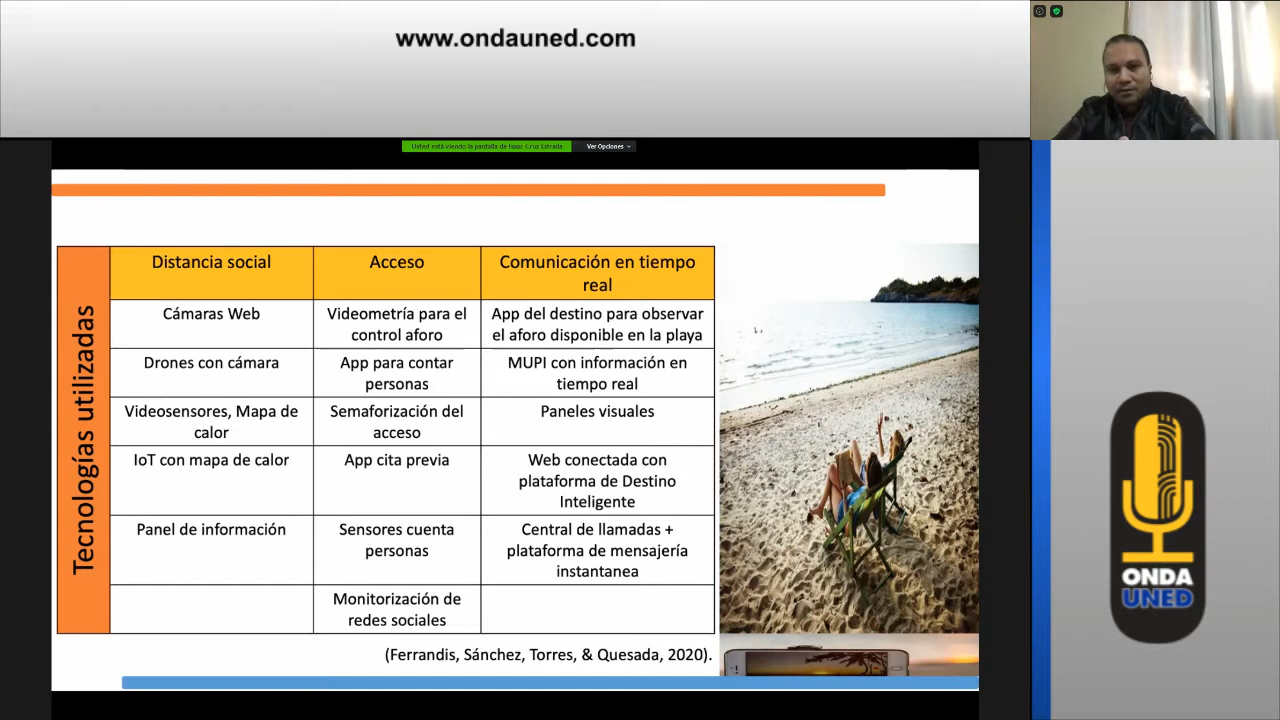 www.ondauned.com
Usted está viendo la pantalla de Isaac Cruz Estrada
Ver Opciones
Tecnologías utilizadas
Distancia social
Acceso
Comunicación en tiempo
real
Cámaras Web
Videometría para el
control aforo
App del destino para observar
el aforo disponible en la playa
Drones con cámara
App para contar
personas
MUPI con información en
tiempo real
Videosensores, Mapa de
calor
Semaforización del
acceso
Paneles visuales
IoT con mapa de calor
App cita previa
Web conectada con
plataforma de Destino
Inteligente
Panel de información
Sensores cuenta
personas
Central de llamadas +
plataforma de mensajería
instantanea
Monitorización de
redes sociales
(Ferrandis, Sánchez, Torres, & Quesada, 2020).
ONDA
UNED